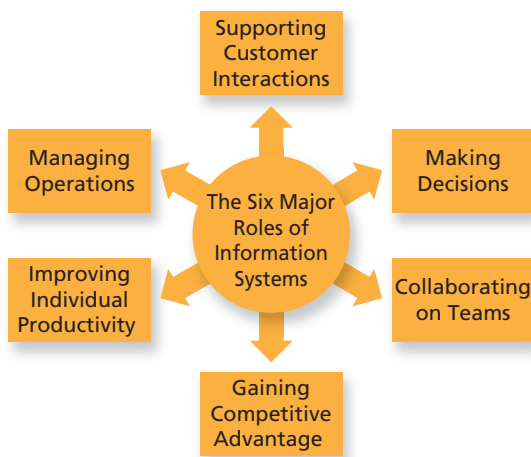 Supporting
Customer
Interactions
Managing
Operations
Making
Decisions
The Six Major
Roles of
Information
Systems
Improving
Individual
Productivity
Collaborating
on Teams
Gaining
Competitive
Advantage